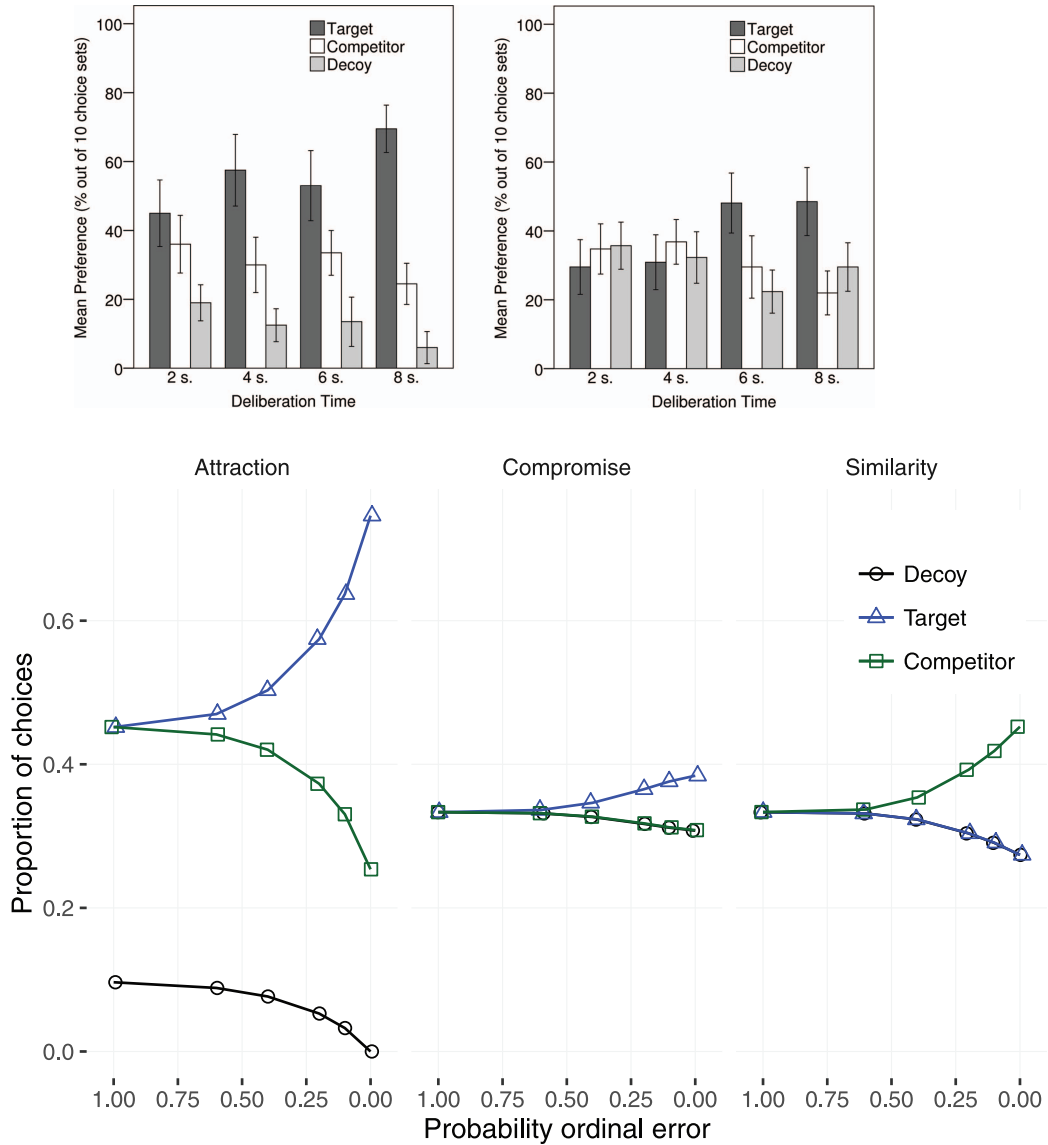 Mean Preference (% out of 10 choice sets)
100
80
60
40
20
0
Target
Competitor
Decoy
2 s.
4 s.
6 s.
8 s.
Deliberation Time
Mean Preference (% out of 10 choice sets)
100
80
60
40
20
0
Target
Competitor
Decoy
2 s.
4 s.
6 s.
8 s.
Deliberation Time
Attraction
Compromise
Similarity
Proportion of choices
0.6
0.4
0.2
0.0
Decoy
Target
Competitor
1.00 0.75 0.50 0.25 0.00
1.00 0.75 0.50 0.25 0.00
1.00 0.75 0.50 0.25 0.00
Probability ordinal error